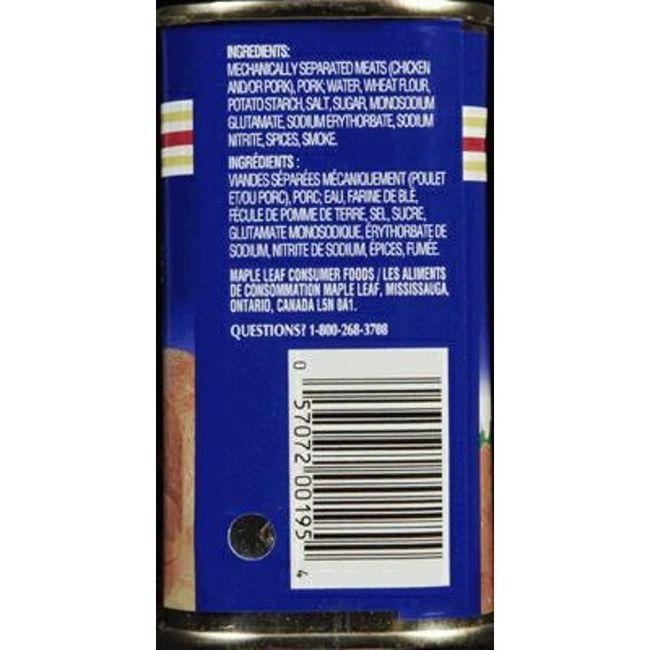 INGREDIENTS:
MECHANICALLY SEPARATED MEATS (CHICKEN
AND/OR PORK), PORK; WATER, WHEAT FLOUR,
POTATO STARCH, SALT, SUGAR, MONOSODIUM
GLUTAMATE, SODIUM ERYTHORBATE, SODIUM
NITRITE, SPICES, SMOKE.
INGRÉDIENTS :
VIANDES SÉPARÉES MÉCANIQUEMENT (POULET
ET/OU PORC), PORC; EAU, FARINE DE BLÉ,
FÉCULE DE POMME DE TERRE, SEL, SUCRE,
GLUTAMATE MONOSODIQUE, ÉRYTHORBATE DE
SODIUM, NITRITE DE SODIUM, ÉPICES, FUMÉE.
MAPLE LEAF CONSUMER FOODS / LES ALIMENTS
DE CONSOMMATION MAPLE LEAF, MISSISSAUGA,
ONTARIO, CANADA L5N 0A1.
QUESTIONS? 1-800-268-3708
0 57072 00195 4